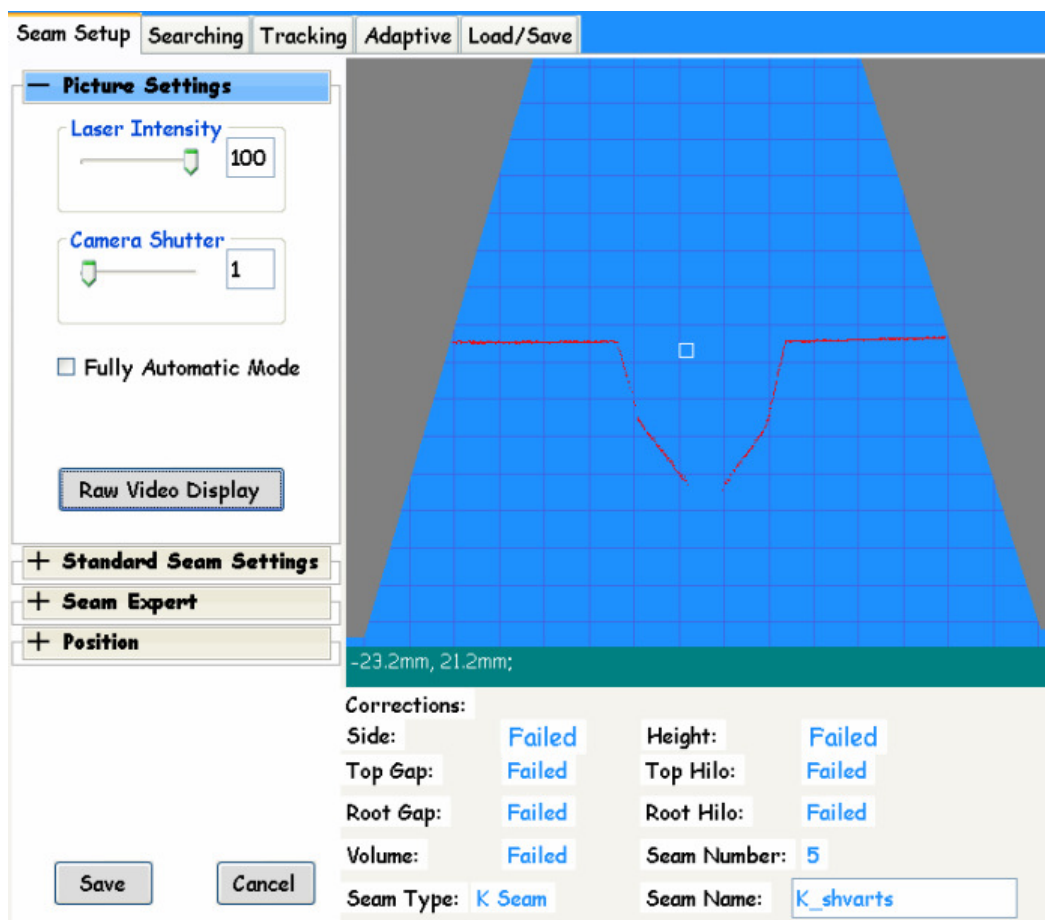 Seam Setup Searching Tracking Adaptive Load/Save
— Picture Settings
Laser Intensity
100
Camera Shutter
1
Fully Automatic Mode
Raw Video Display
+ Standard Seam Settings
+ Seam Expert
+ Position
Save Cancel
-23.2mm, 21.2mm;
Corrections:
Side: Failed Height: Failed
Top Gap: Failed Top Hilo: Failed
Root Gap: Failed Root Hilo: Failed
Volume: Failed Seam Number: 5
Seam Type: K Seam Seam Name: K_shvarts